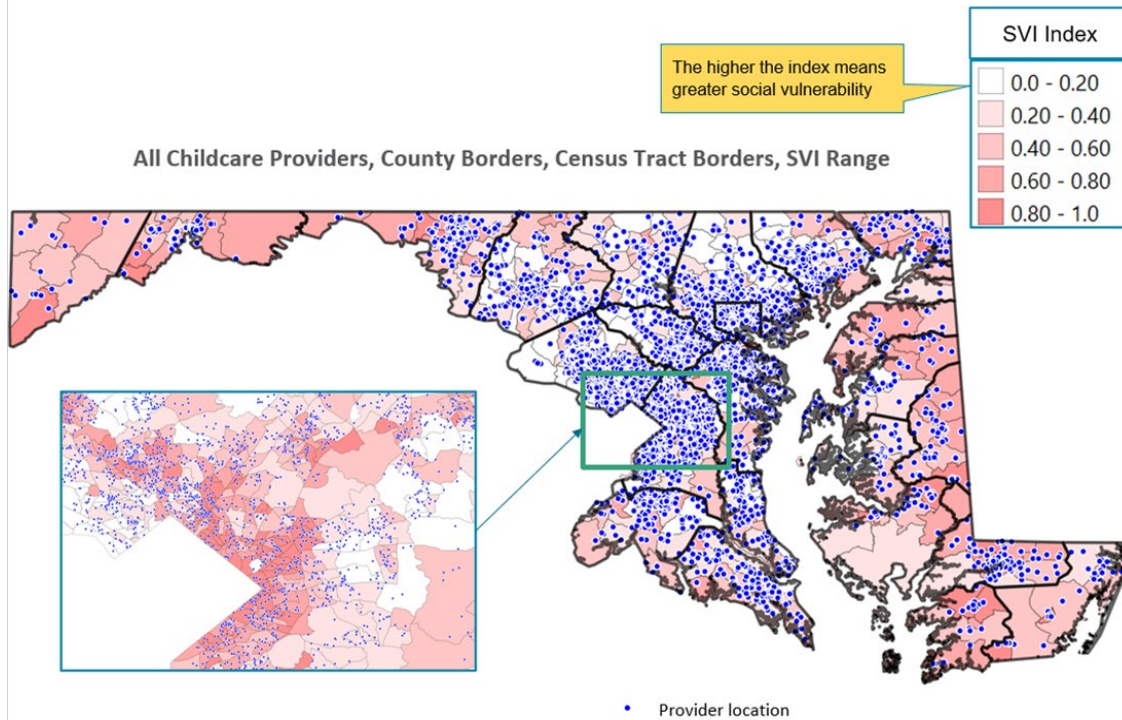 SVI Index
The higher the index means
greater social vulnerability
0.0 - 0.20
0.20 - 0.40
0.40 - 0.60
0.60 - 0.80
0.80 - 1.0
All Childcare Providers, County Borders, Census Tract Borders, SVI Range
Provider location